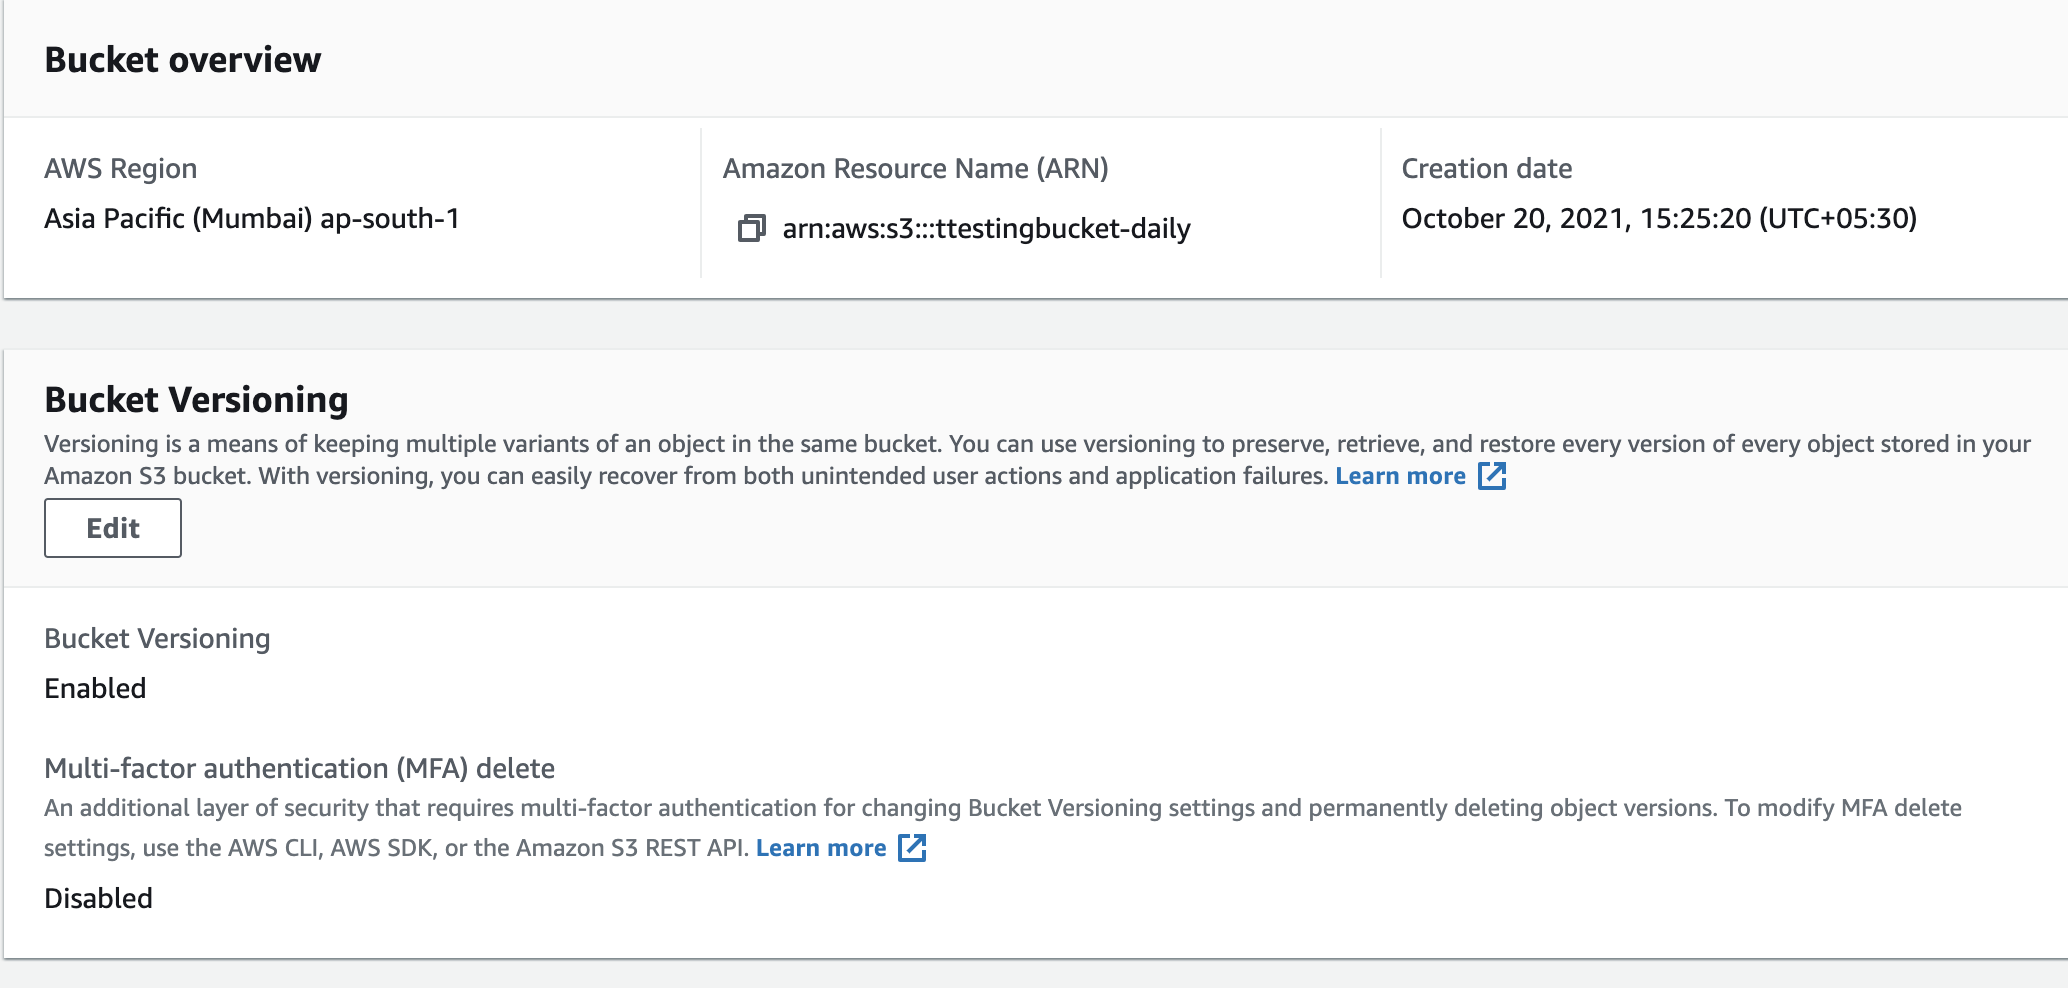 Bucket overview
AWS Region
Asia Pacific (Mumbai) ap-south-1
Amazon Resource Name (ARN)
arn:aws:s3:::ttestingbucket-daily
Creation date
October 20, 2021, 15:25:20 (UTC+05:30)
Bucket Versioning
Versioning is a means of keeping multiple variants of an object in the same bucket. You can use versioning to preserve, retrieve, and restore every version of every object stored in your
Amazon S3 bucket. With versioning, you can easily recover from both unintended user actions and application failures. Learn more
Edit
Bucket Versioning
Enabled
Multi-factor authentication (MFA) delete
An additional layer of security that requires multi-factor authentication for changing Bucket Versioning settings and permanently deleting object versions. To modify MFA delete
settings, use the AWS CLI, AWS SDK, or the Amazon S3 REST API. Learn more
Disabled